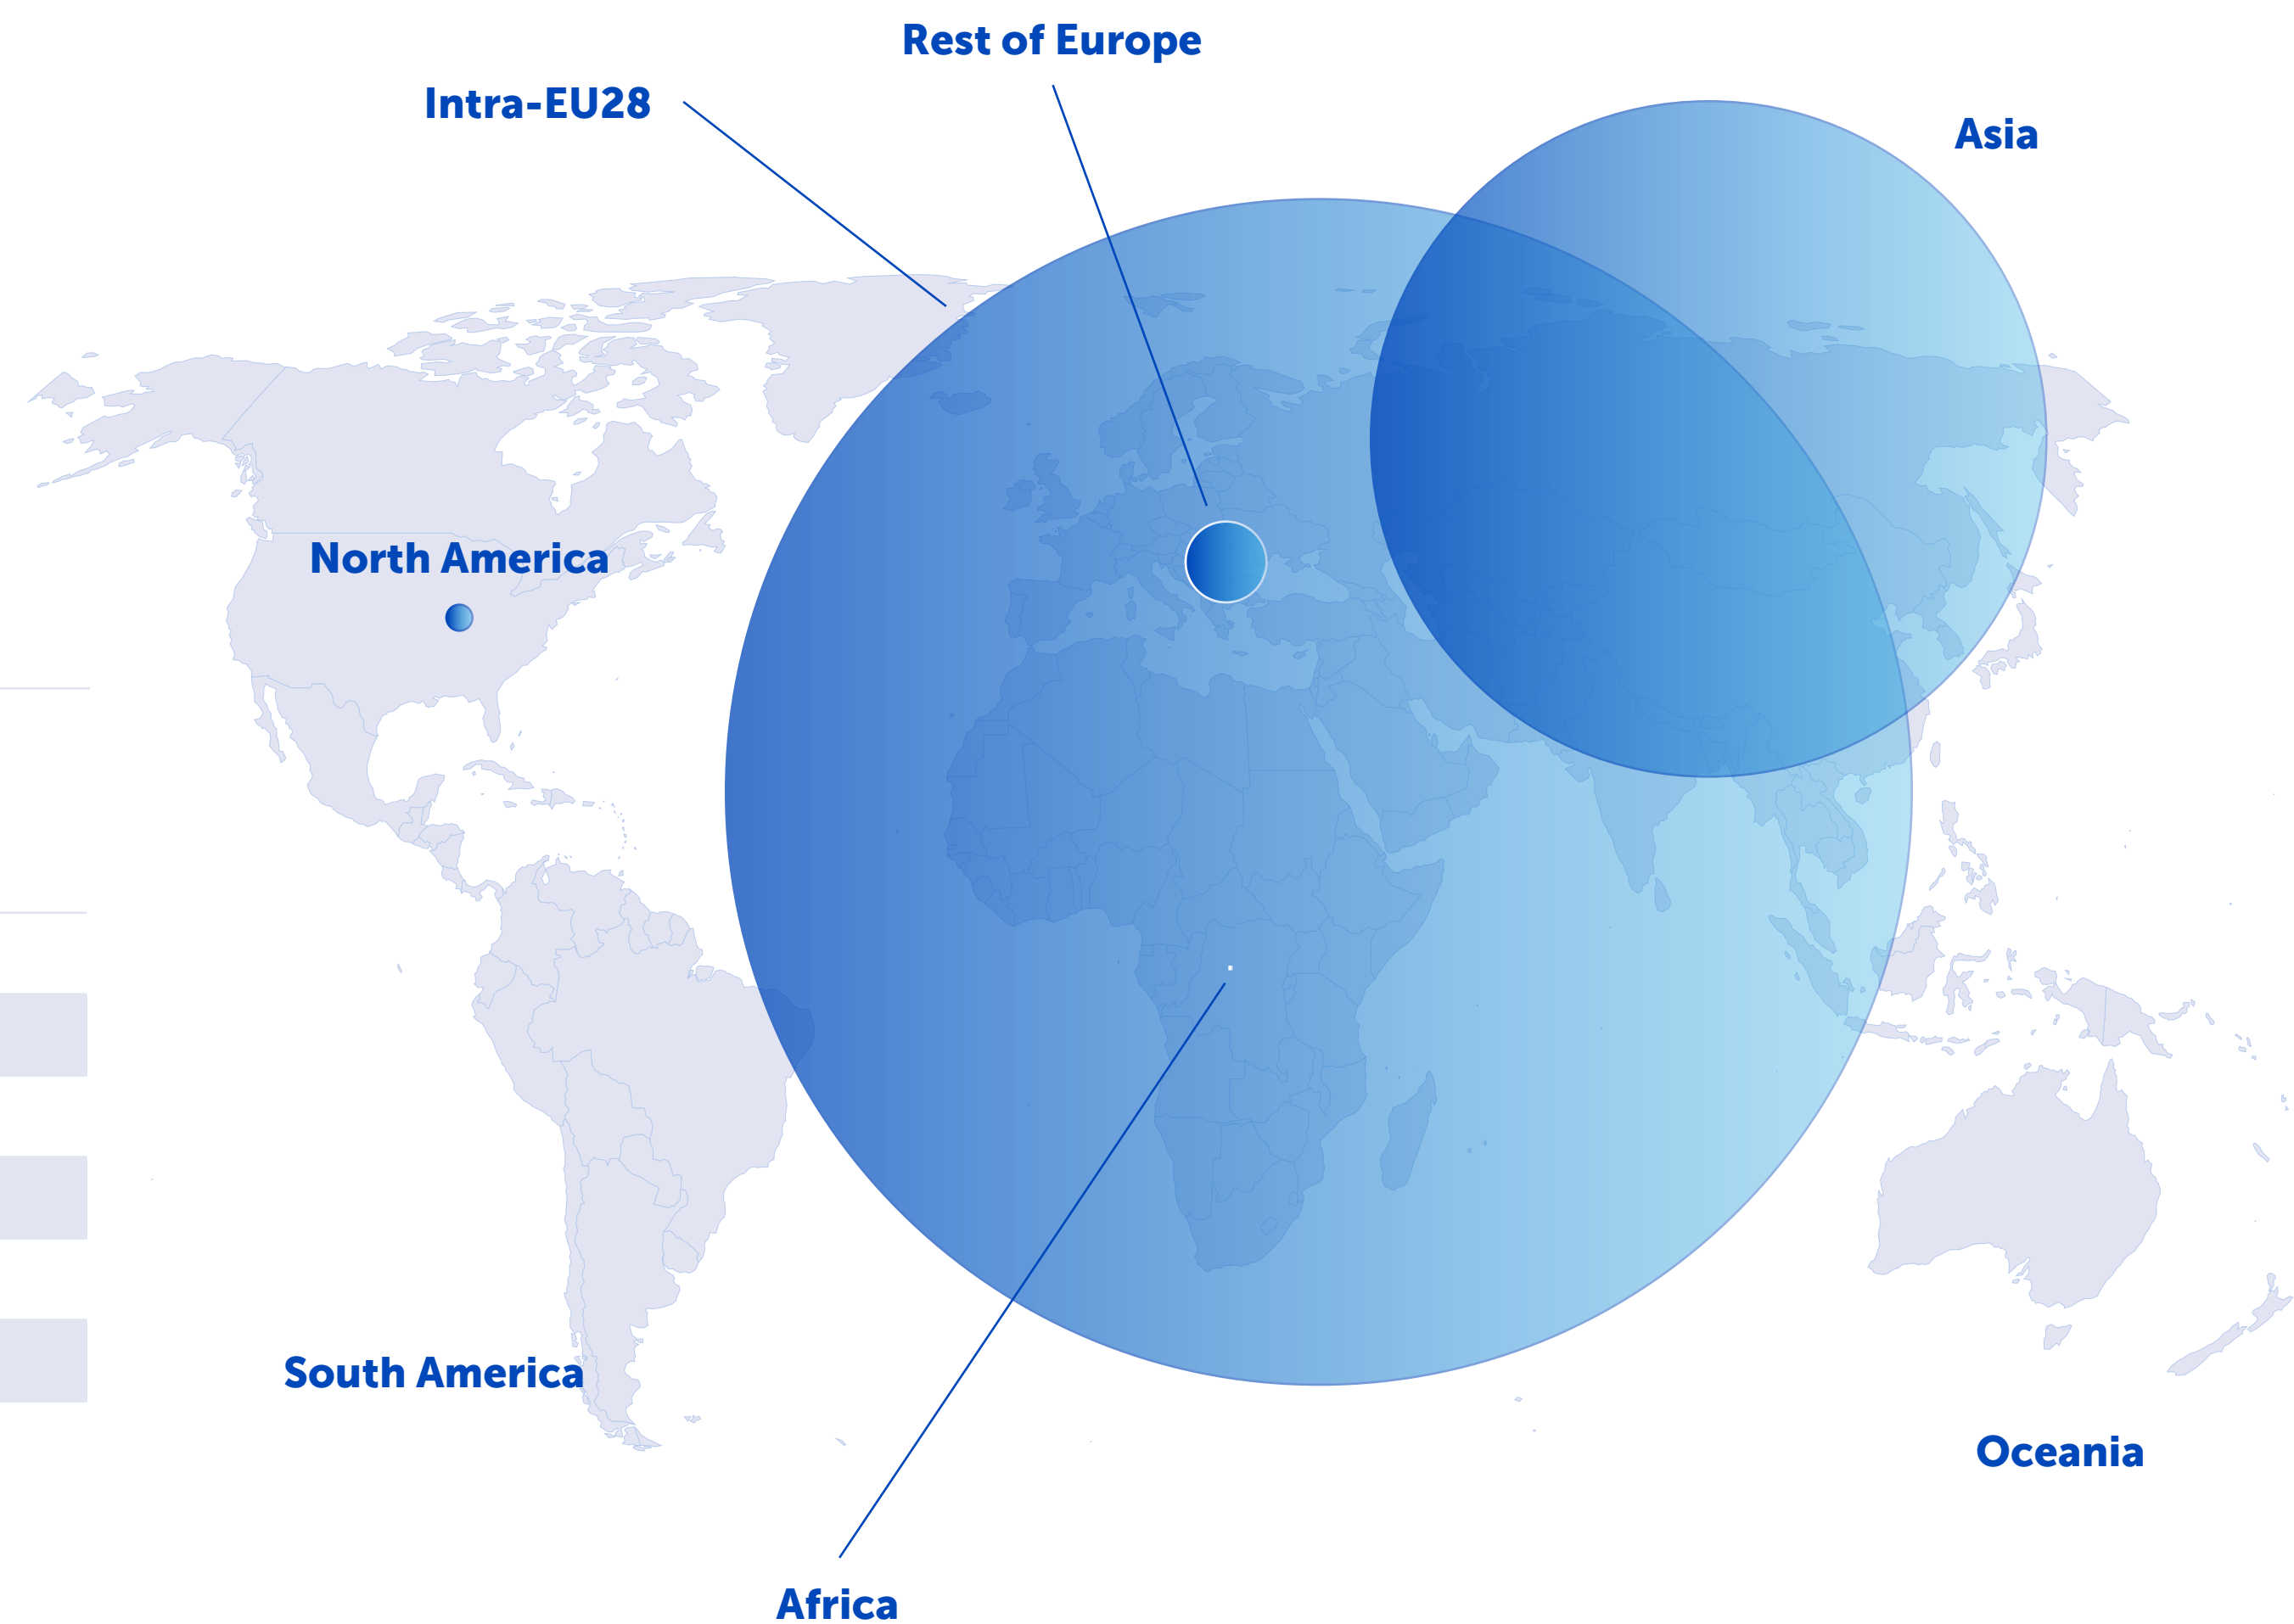 Rest of Europe
Intra-EU28
Asia
North America
South America
Oceania
Africa